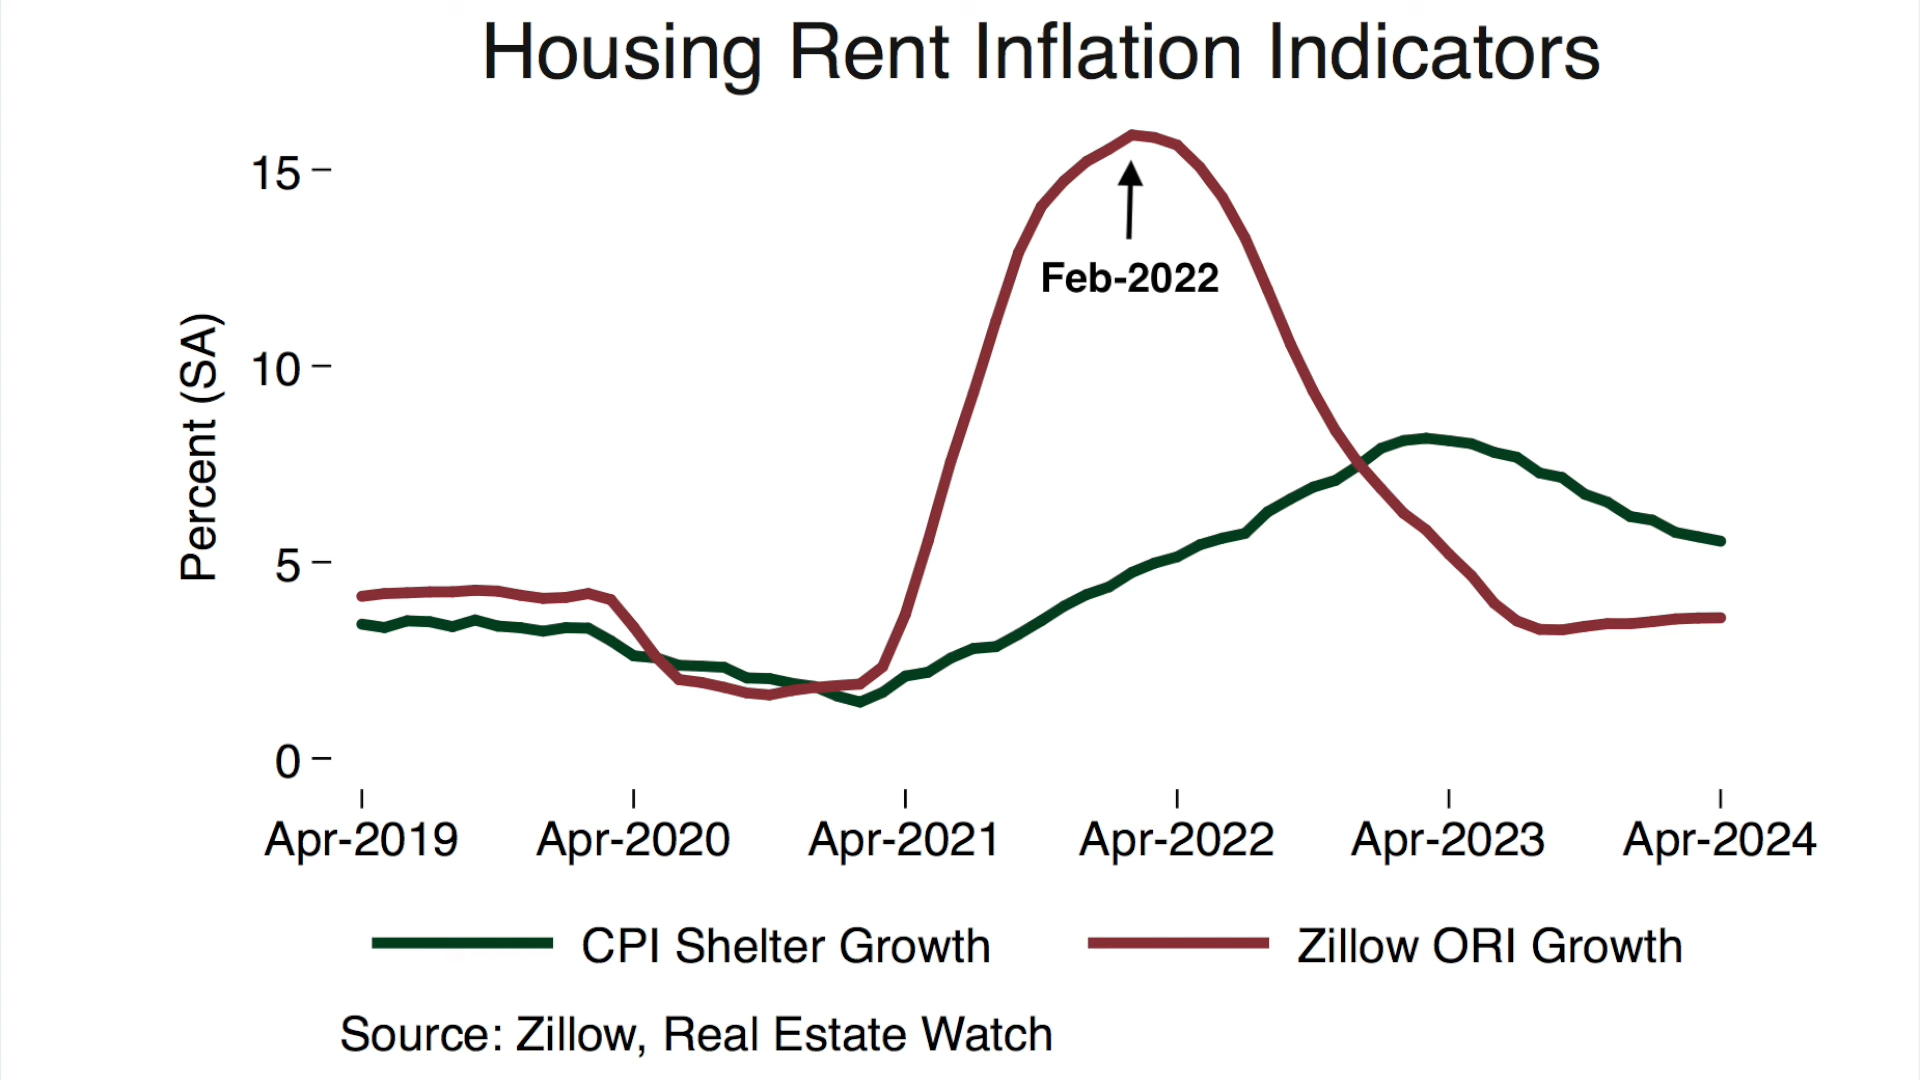 Housing Rent Inflation Indicators
Percent (SA)
15
10
5
0
Feb-2022
Apr-2019 Apr-2020 Apr-2021 Apr-2022 Apr-2023 Apr-2024
CPI Shelter Growth Zillow ORI Growth
Source: Zillow, Real Estate Watch